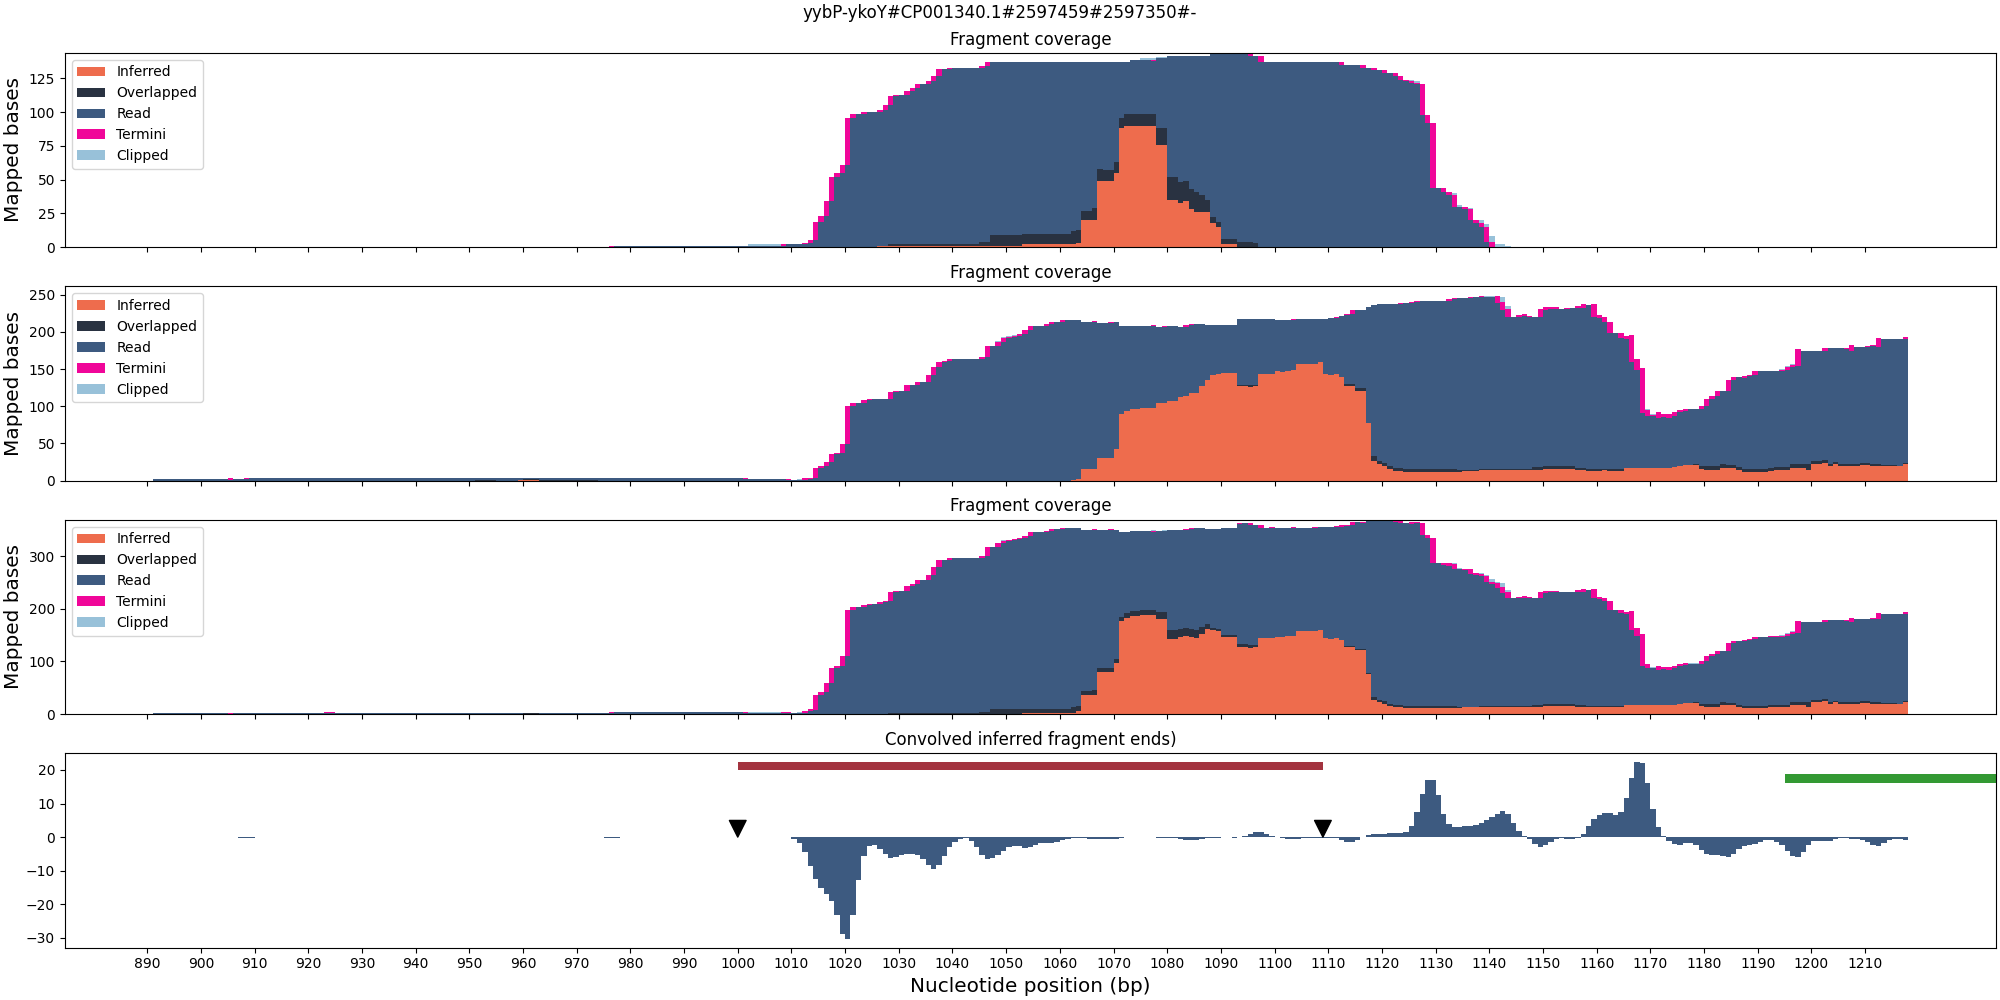 yybP-ykoY#CP001340.1#2597459#2597350#-
Fragment coverage
Mapped bases
125
100
75
50
25
0
Inferred
Overlapped
Read
Termini
Clipped
Fragment coverage
Mapped bases
250
200
150
100
50
0
Inferred
Overlapped
Read
Termini
Clipped
Fragment coverage
Mapped bases
300
200
100
0
Inferred
Overlapped
Read
Termini
Clipped
Convolved inferred fragment ends)
20
10
0
−10
−20
−30
890 900 910 920 930 940 950 960 970 980 990 1000 1010 1020 1030 1040 1050 1060 1070 1080 1090 1100 1110 1120 1130 1140 1150 1160 1170 1180 1190 1200 1210
Nucleotide position (bp)